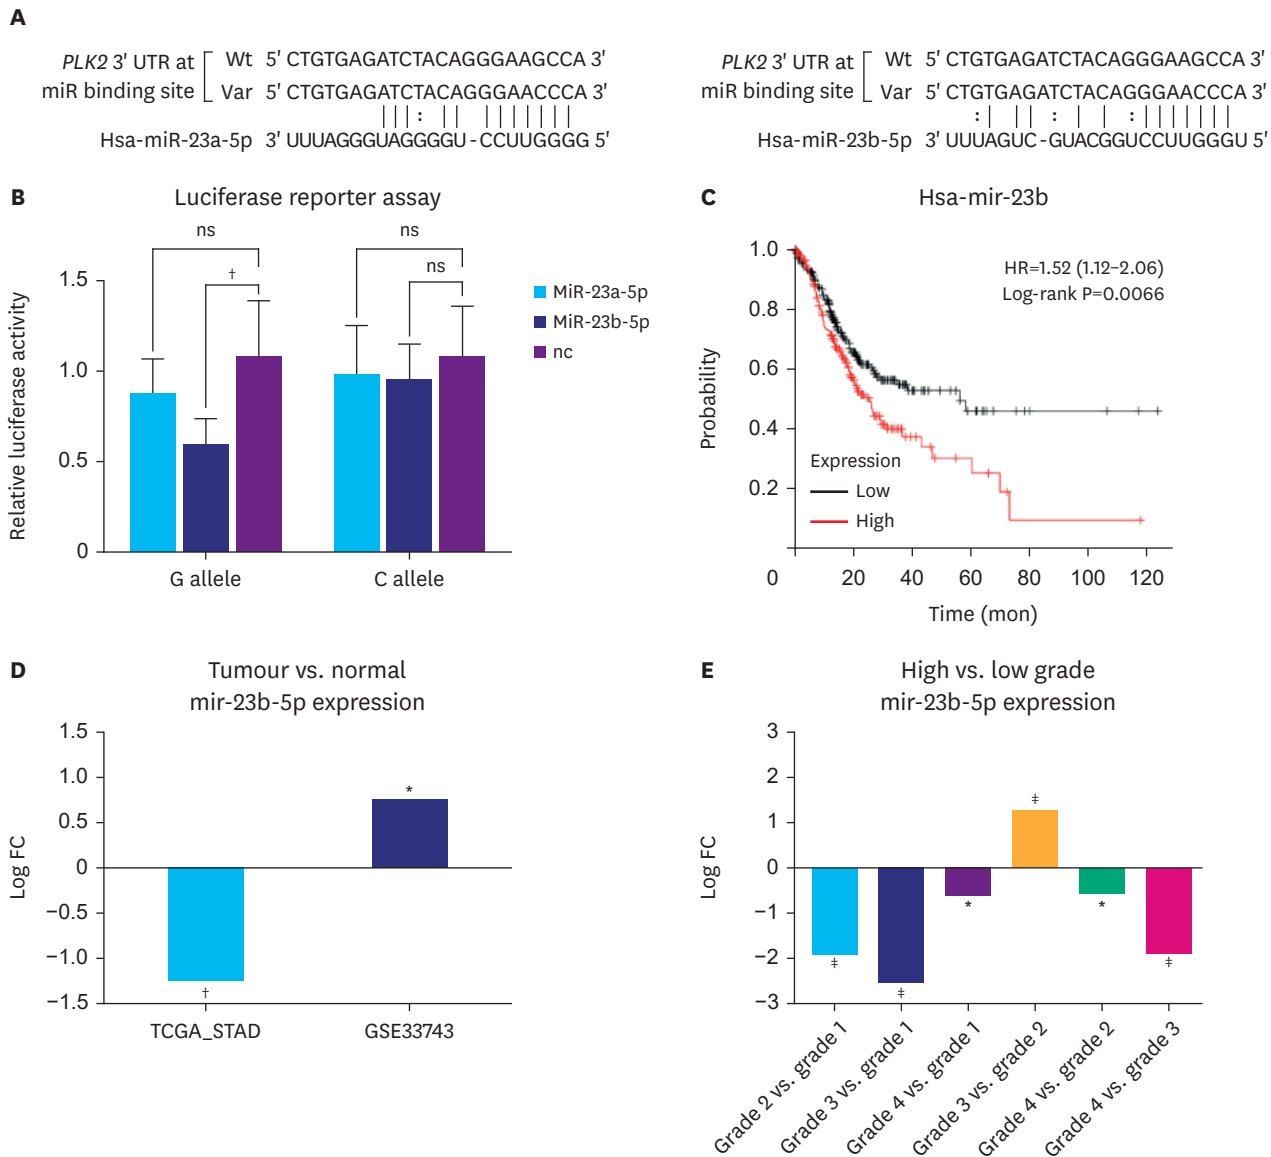 A
PLK2 3' UTR at
miR binding site
Wt 5' CTGTGAGATCTACAGGGAAGCCA 3'
Var 5' CTGTGAGATCTACAGGGAACCCA 3'
Hsa-miR-23a-5p 3' UUUAGGGUAGGGGU-CCUUGGGG 5'
PLK2 3' UTR at
miR binding site
Wt 5' CTGTGAGATCTACAGGGAAGCCA 3'
Var 5' CTGTGAGATCTACAGGGAACCCA 3'
Hsa-miR-23b-5p 3' UUUAGUC-GUACGGUCCUUGGGU 5'
B
Luciferase reporter assay
Relative luciferase activity
1.5
1.0
0.5
0
ns
†
ns
ns
G allele
C allele
MiR-23a-5p
MiR-23b-5p
nc
C
Hsa-mir-23b
HR=1.52 (1.12–2.06)
Log-rank P=0.0066
Probability
1.0
0.8
0.6
0.4
0.2
Expression
Low
High
0 20 40 60 80 100 120
Time (mon)
D
Tumour vs. normal
mir-23b-5p expression
Log FC
1.5
1.0
0.5
0
−0.5
−1.0
−1.5
†
*
TCGA_STAD
GSE33743
E
High vs. low grade
mir-23b-5p expression
Log FC
3
2
1
0
−1
−2
−3
‡
‡
*
‡
*
‡
Grade 2 vs. grade 1
Grade 3 vs. grade 1
Grade 4 vs. grade 1
Grade 3 vs. grade 2
Grade 4 vs. grade 2
Grade 4 vs. grade 3